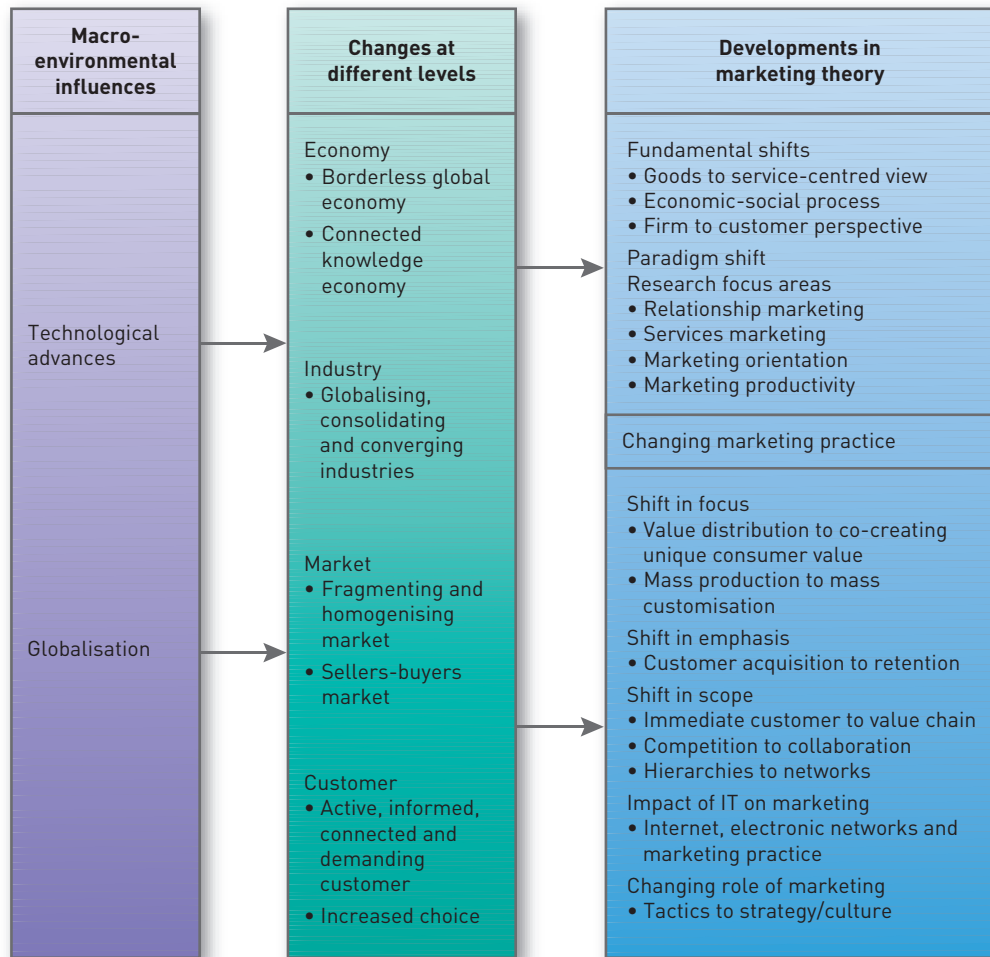 Macro-
environmental
influences
Technological
advances
Globalisation
Changes at
different levels
Economy
• Borderless global
economy
• Connected
knowledge
economy
Industry
• Globalising,
consolidating
and converging
industries
Market
• Fragmenting and
homogenising
market
• Sellers-buyers
market
Customer
• Active, informed,
connected and
demanding
customer
• Increased choice
Developments in
marketing theory
Fundamental shifts
• Goods to service-centred view
• Economic-social process
• Firm to customer perspective
Paradigm shift
Research focus areas
• Relationship marketing
• Services marketing
• Marketing orientation
• Marketing productivity
Changing marketing practice
Shift in focus
• Value distribution to co-creating
unique consumer value
• Mass production to mass
customisation
Shift in emphasis
• Customer acquisition to retention
Shift in scope
• Immediate customer to value chain
• Competition to collaboration
• Hierarchies to networks
Impact of IT on marketing
• Internet, electronic networks and
marketing practice
Changing role of marketing
• Tactics to strategy/culture